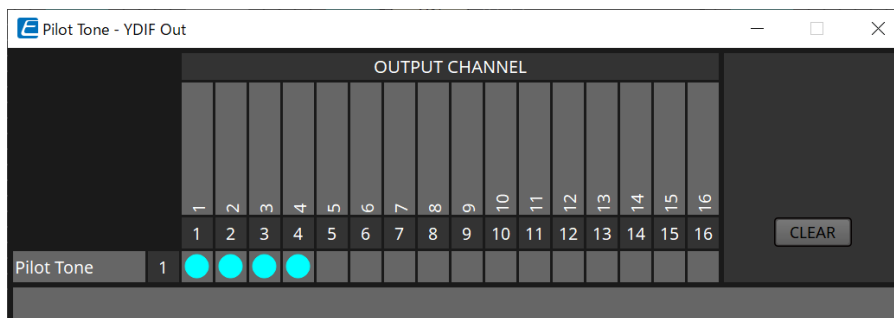 Pilot Tone - YDIF Out
OUTPUT CHANNEL
1 2 3 4 5 6 7 8 9 10 11 12 13 14 15 16
1 2 3 4 5 6 7 8 9 10 11 12 13 14 15 16
CLEAR
Pilot Tone 1